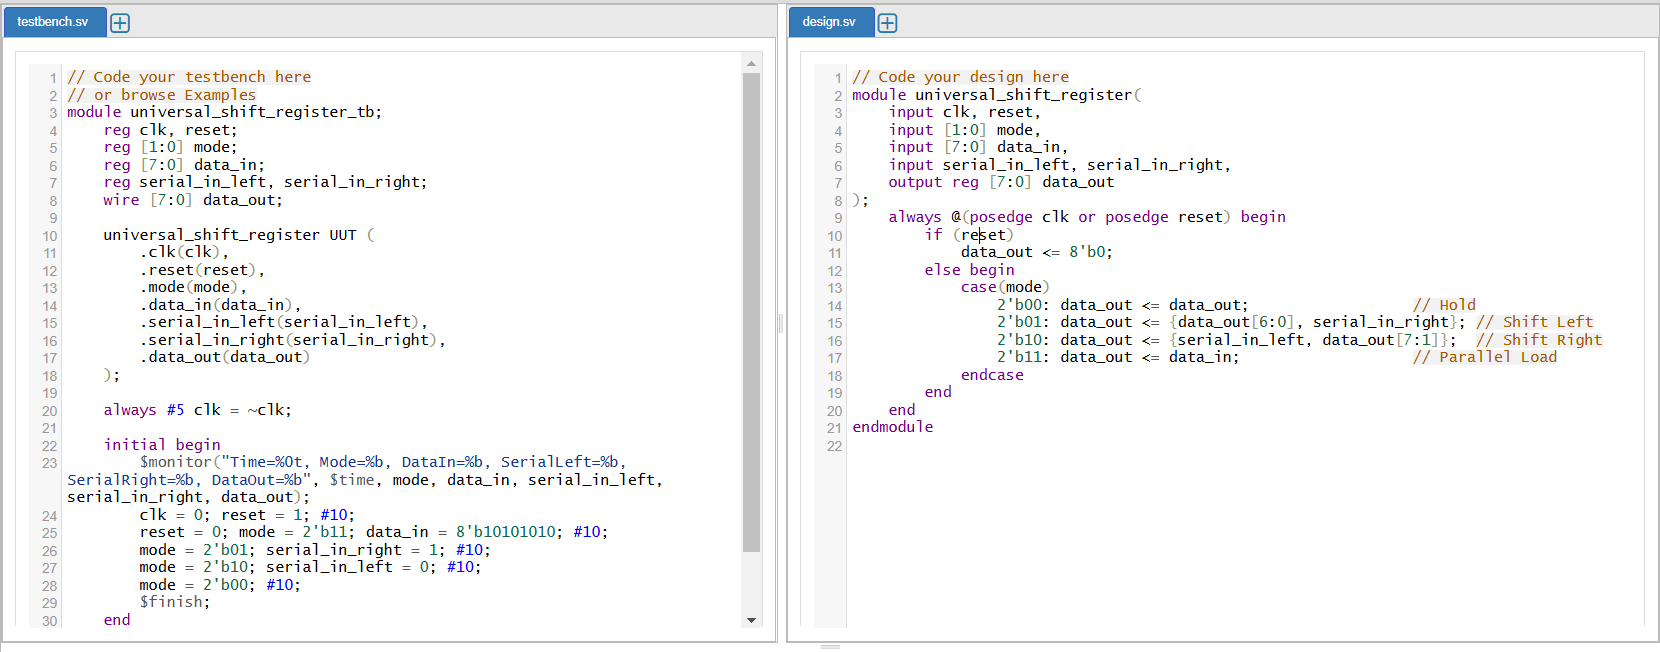 testbench.sv
1 // Code your testbench here
2 // or browse Examples
3 module universal_shift_register_tb;
4     reg clk, reset;
5     reg [1:0] mode;
6     reg [7:0] data_in;
7     reg serial_in_left, serial_in_right;
8     wire [7:0] data_out;
9
10     universal_shift_register UUT (
11         .clk(clk),
12         .reset(reset),
13         .mode(mode),
14         .data_in(data_in),
15         .serial_in_left(serial_in_left),
16         .serial_in_right(serial_in_right),
17         .data_out(data_out)
18     );
19
20     always #5 clk = ~clk;
21
22     initial begin
23         $monitor("Time=%0t, Mode=%b, DataIn=%b, SerialLeft=%b,
SerialRight=%b, DataOut=%b", $time, mode, data_in, serial_in_left,
serial_in_right, data_out);
24         clk = 0; reset = 1; #10;
25         reset = 0; mode = 2'b11; data_in = 8'b10101010; #10;
26         mode = 2'b01; serial_in_right = 1; #10;
27         mode = 2'b10; serial_in_left = 0; #10;
28         mode = 2'b00; #10;
29         $finish;
30     end
design.sv
1 // Code your design here
2 module universal_shift_register(
3     input clk, reset,
4     input [1:0] mode,
5     input [7:0] data_in,
6     input serial_in_left, serial_in_right,
7     output reg [7:0] data_out
8 );
9     always @(posedge clk or posedge reset) begin
10         if (reset)
11             data_out <= 8'b0;
12         else begin
13             case(mode)
14                 2'b00: data_out <= data_out;                  // Hold
15                 2'b01: data_out <= {data_out[6:0], serial_in_right}; // Shift Left
16                 2'b10: data_out <= {serial_in_left, data_out[7:1]};  // Shift Right
17                 2'b11: data_out <= data_in;                   // Parallel Load
18             endcase
19         end
20     end
21 endmodule
22